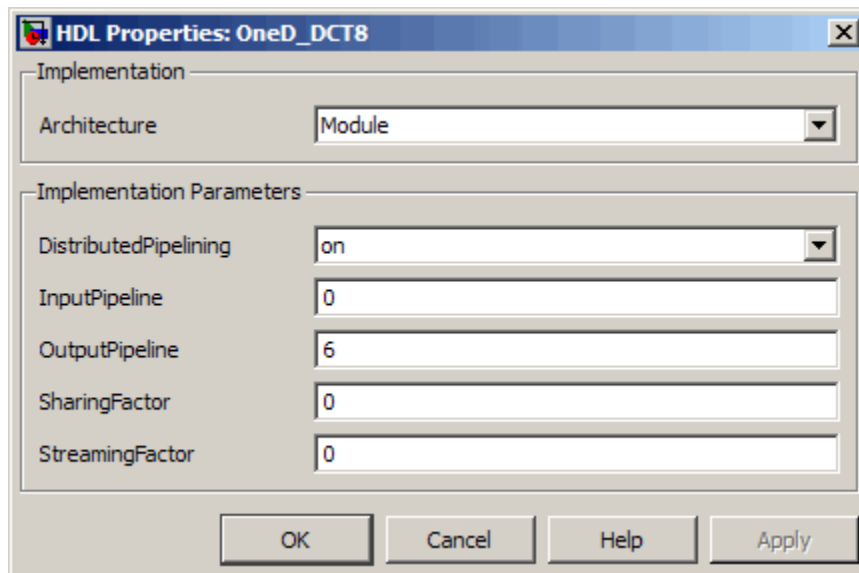 HDL Properties: OneD_DCT8
Implementation
Architecture Module
Implementation Parameters
DistributedPipelining on
InputPipeline 0
OutputPipeline 6
SharingFactor 0
StreamingFactor 0
OK Cancel Help Apply